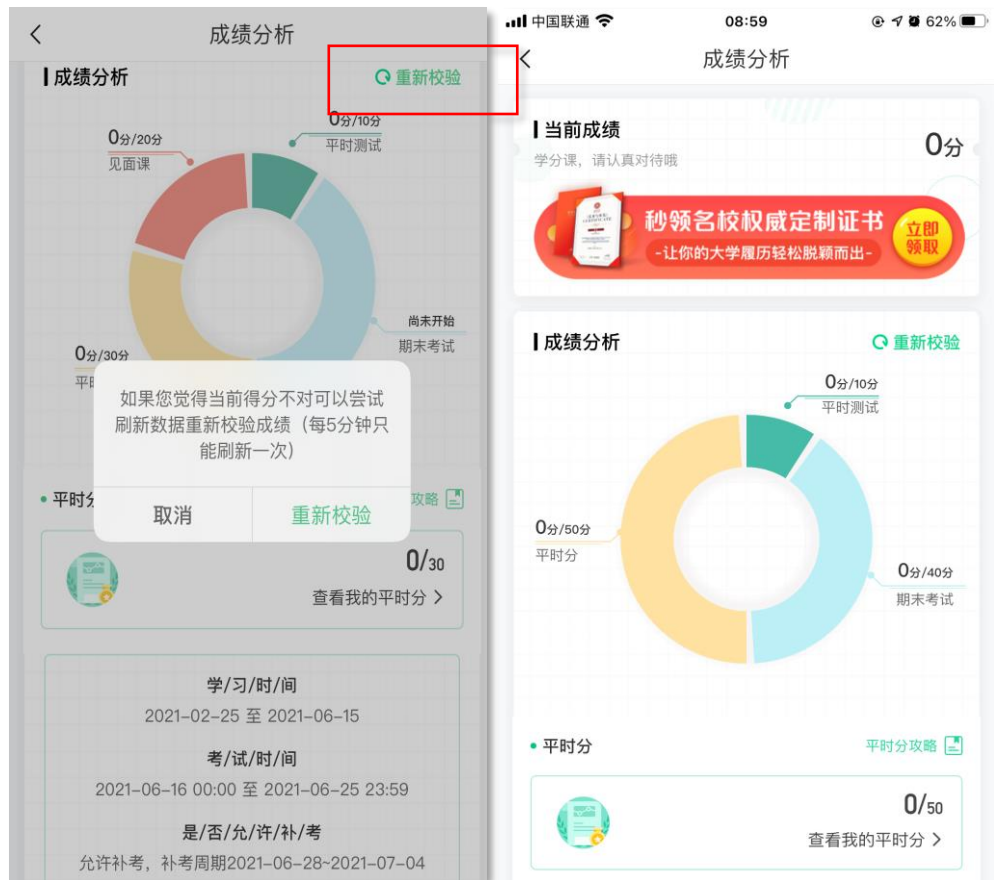 成绩分析
成绩分析
重新校验
0分/20分
见面课
0分/10分
平时测试
尚未开始
期末考试
0分/30分
平时
如果您觉得当前得分不对可以尝试
刷新数据重新校验成绩（每5分钟只
能刷新一次）
取消
重新校验
平时分
攻略
0/30
查看我的平时分
学/习/时/间
2021-02-25 至 2021-06-15
考/试/时/间
2021-06-16 00:00 至 2021-06-25 23:59
是/否/允/许/补/考
允许补考，补考周期2021-06-28~2021-07-04
中国联通
08:59
62%
成绩分析
当前成绩
0分
学分课，请认真对待哦
秒领名校权威定制证书
-让你的大学履历轻松脱颖而出-
立即
领取
成绩分析
重新校验
0分/10分
平时测试
0分/50分
平时分
0分/40分
期末考试
平时分
平时分攻略
0/50
查看我的平时分